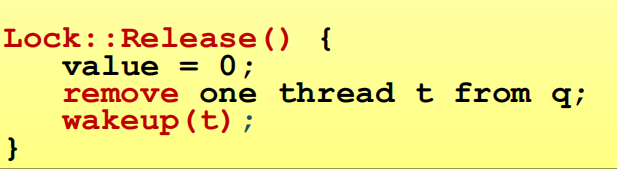 Lock::Release() {
   value = 0;
   remove one thread t from q;
   wakeup(t);
}